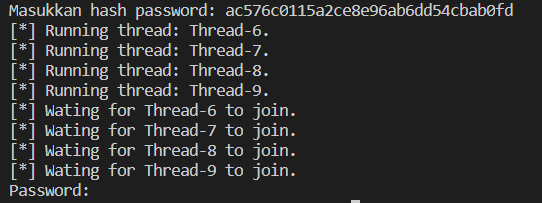 Masukkan hash password: ac576c0115a2ce8e96ab6dd54cbab0fd
[*] Running thread: Thread-6.
[*] Running thread: Thread-7.
[*] Running thread: Thread-8.
[*] Running thread: Thread-9.
[*] Wating for Thread-6 to join.
[*] Wating for Thread-7 to join.
[*] Wating for Thread-8 to join.
[*] Wating for Thread-9 to join.
Password: